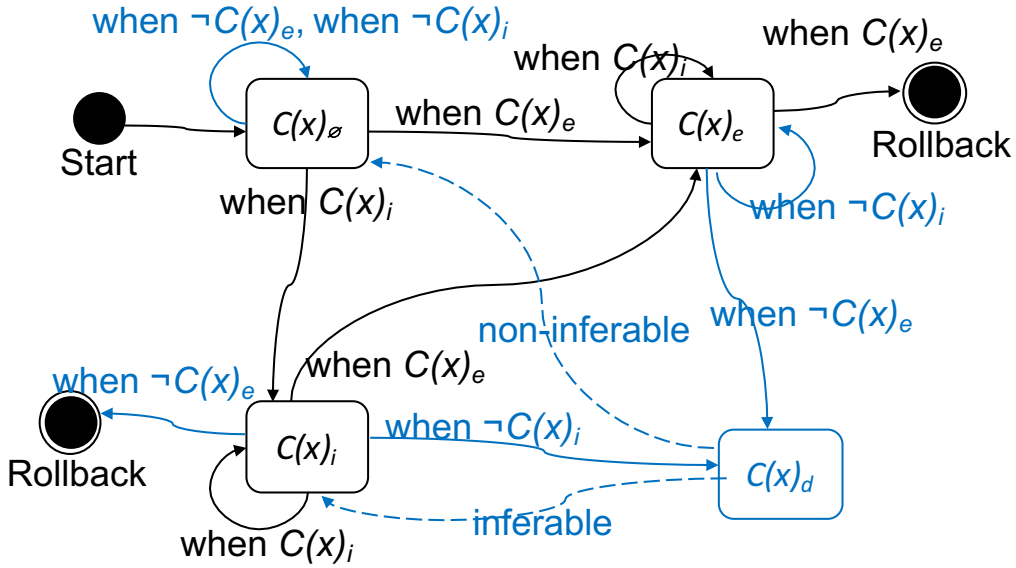 when ¬C(x)e, when ¬C(x)i
when C(x)e
when C(x)i
C(x)∅
when C(x)e
C(x)e
Start
Rollback
when C(x)i
when ¬C(x)i
when ¬C(x)e
non-inferable
when C(x)e
when ¬C(x)e
when ¬C(x)i
C(x)i
C(x)d
Rollback
inferable
when C(x)i